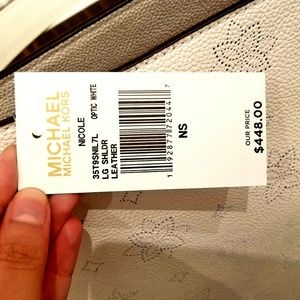 MICHAEL
MICHAEL KORS
NICOLE
35T9SNIL7L OPTIC WHITE
LG SHLDR
LEATHER
NS
OUR PRICE
$448.00